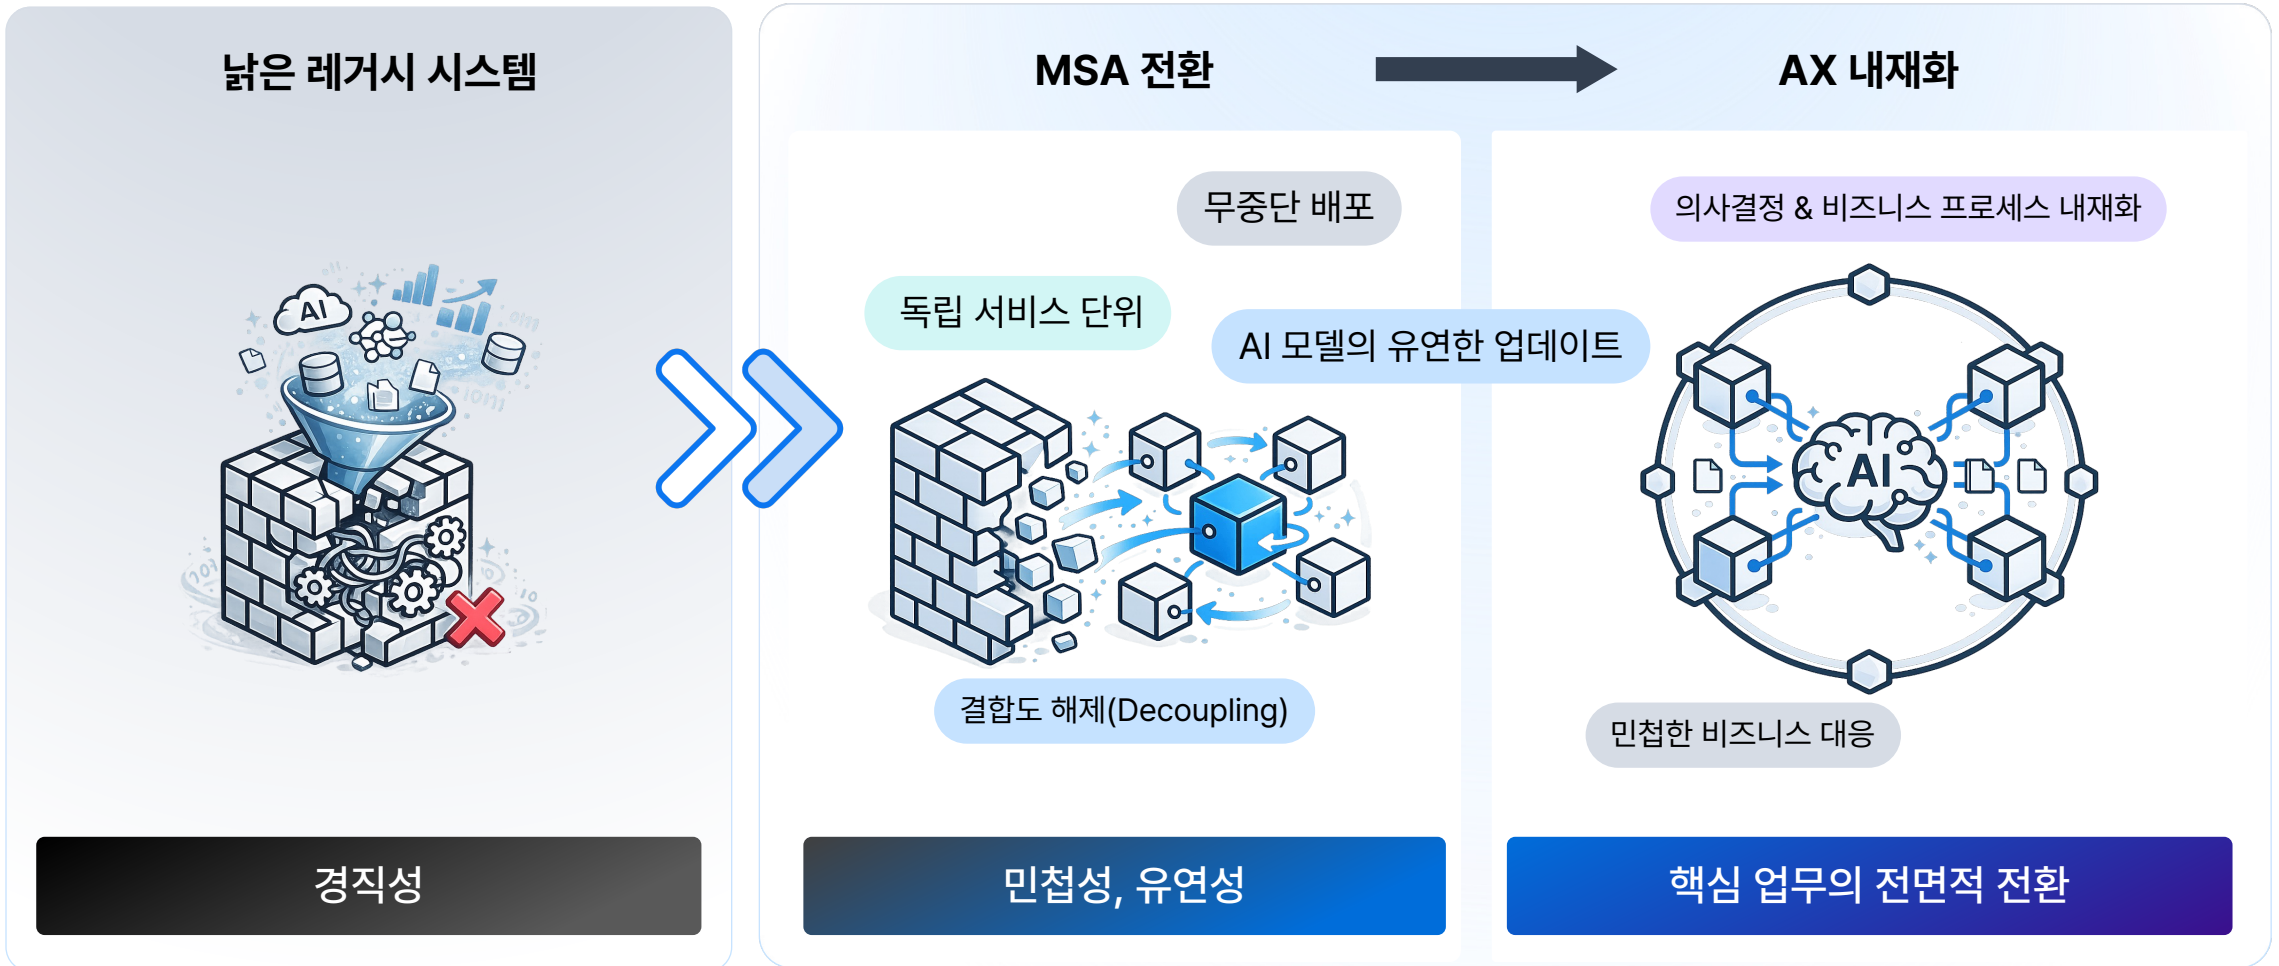 낡은 레거시 시스템
AI
경직성
MSA 전환
무중단 배포
독립 서비스 단위
AI 모델의 유연한 업데이트
결합도 해제(Decoupling)
민첩성, 유연성
AX 내재화
의사결정 & 비즈니스 프로세스 내재화
AI
민첩한 비즈니스 대응
핵심 업무의 전면적 전환